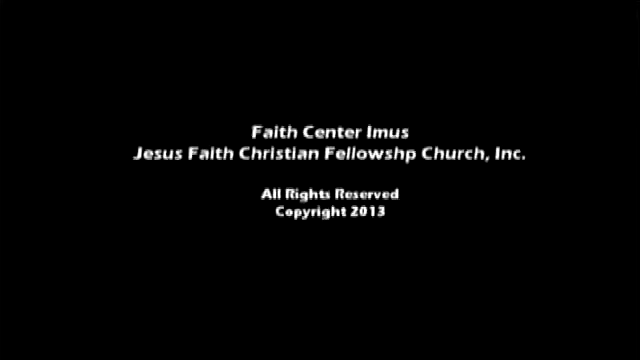 Faith Center Imus
Jesus Faith Christian Fellowshp Church, Inc.
All Rights Reserved
Copyright 2013